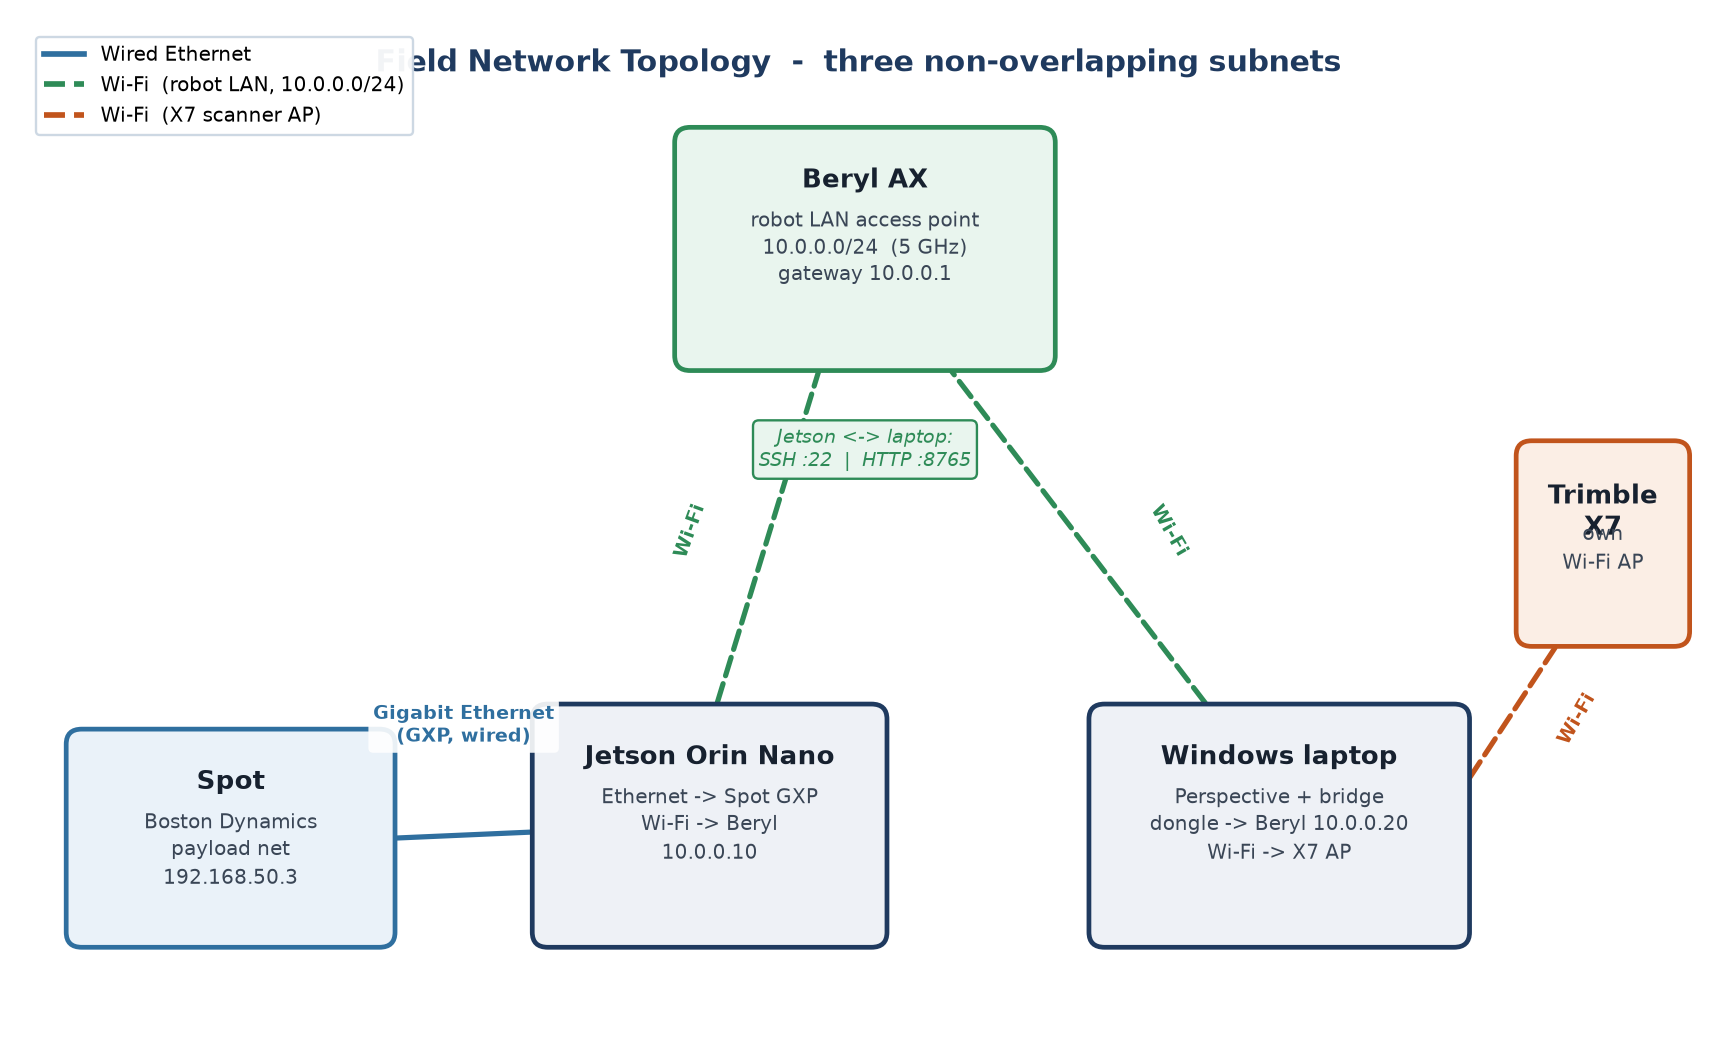 Wired Ethernet
Wi-Fi  (robot LAN, 10.0.0.0/24)
Wi-Fi  (X7 scanner AP)
Field Network Topology  -  three non-overlapping subnets
Beryl AX
robot LAN access point
10.0.0.0/24  (5 GHz)
gateway 10.0.0.1
Jetson <-> laptop:
SSH :22  |  HTTP :8765
Wi-Fi
Wi-Fi
Trimble
X7
own
Wi-Fi AP
Wi-Fi
Gigabit Ethernet
(GXP, wired)
Spot
Boston Dynamics
payload net
192.168.50.3
Jetson Orin Nano
Ethernet -> Spot GXP
Wi-Fi -> Beryl
10.0.0.10
Windows laptop
Perspective + bridge
dongle -> Beryl 10.0.0.20
Wi-Fi -> X7 AP